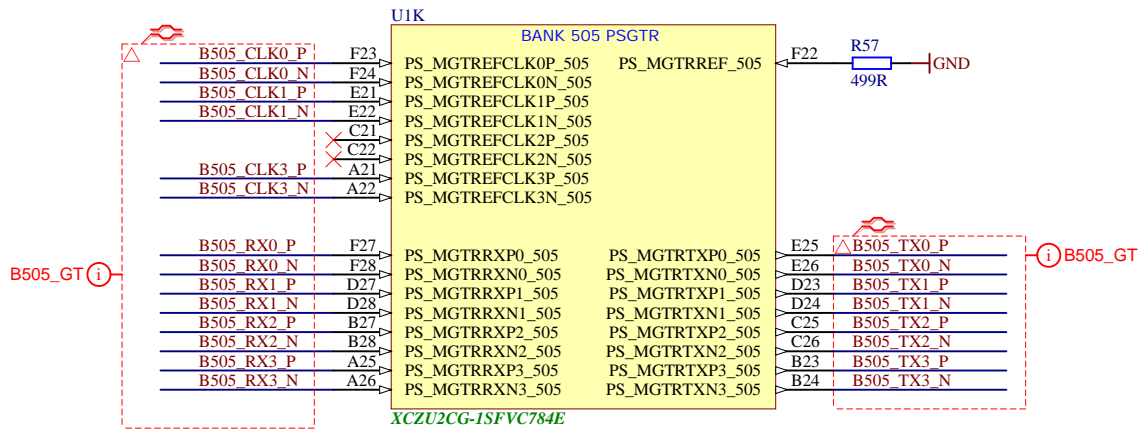 U1K
BANK 505 PSGTR
B505_CLK0_P F23 PS_MGTREFCLK0P_505 PS_MGTRREF_505 F22 R57 GND
499R
B505_CLK0_N F24 PS_MGTREFCLK0N_505
B505_CLK1_P E21 PS_MGTREFCLK1P_505
B505_CLK1_N E22 PS_MGTREFCLK1N_505
C21 PS_MGTREFCLK2P_505
C22 PS_MGTREFCLK2N_505
B505_CLK3_P A21 PS_MGTREFCLK3P_505
B505_CLK3_N A22 PS_MGTREFCLK3N_505
B505_RX0_P F27 PS_MGTRRXP0_505 PS_MGTRTXP0_505 E25 B505_TX0_P
B505_GT i B505_RX0_N F28 PS_MGTRRXN0_505 PS_MGTRTXN0_505 E26 B505_TX0_N i B505_GT
B505_RX1_P D27 PS_MGTRRXP1_505 PS_MGTRTXP1_505 D23 B505_TX1_P
B505_RX1_N D28 PS_MGTRRXN1_505 PS_MGTRTXN1_505 D24 B505_TX1_N
B505_RX2_P B27 PS_MGTRRXP2_505 PS_MGTRTXP2_505 C25 B505_TX2_P
B505_RX2_N B28 PS_MGTRRXN2_505 PS_MGTRTXN2_505 C26 B505_TX2_N
B505_RX3_P A25 PS_MGTRRXP3_505 PS_MGTRTXP3_505 B23 B505_TX3_P
B505_RX3_N A26 PS_MGTRRXN3_505 PS_MGTRTXN3_505 B24 B505_TX3_N
XCZU2CG-1SFVC784E